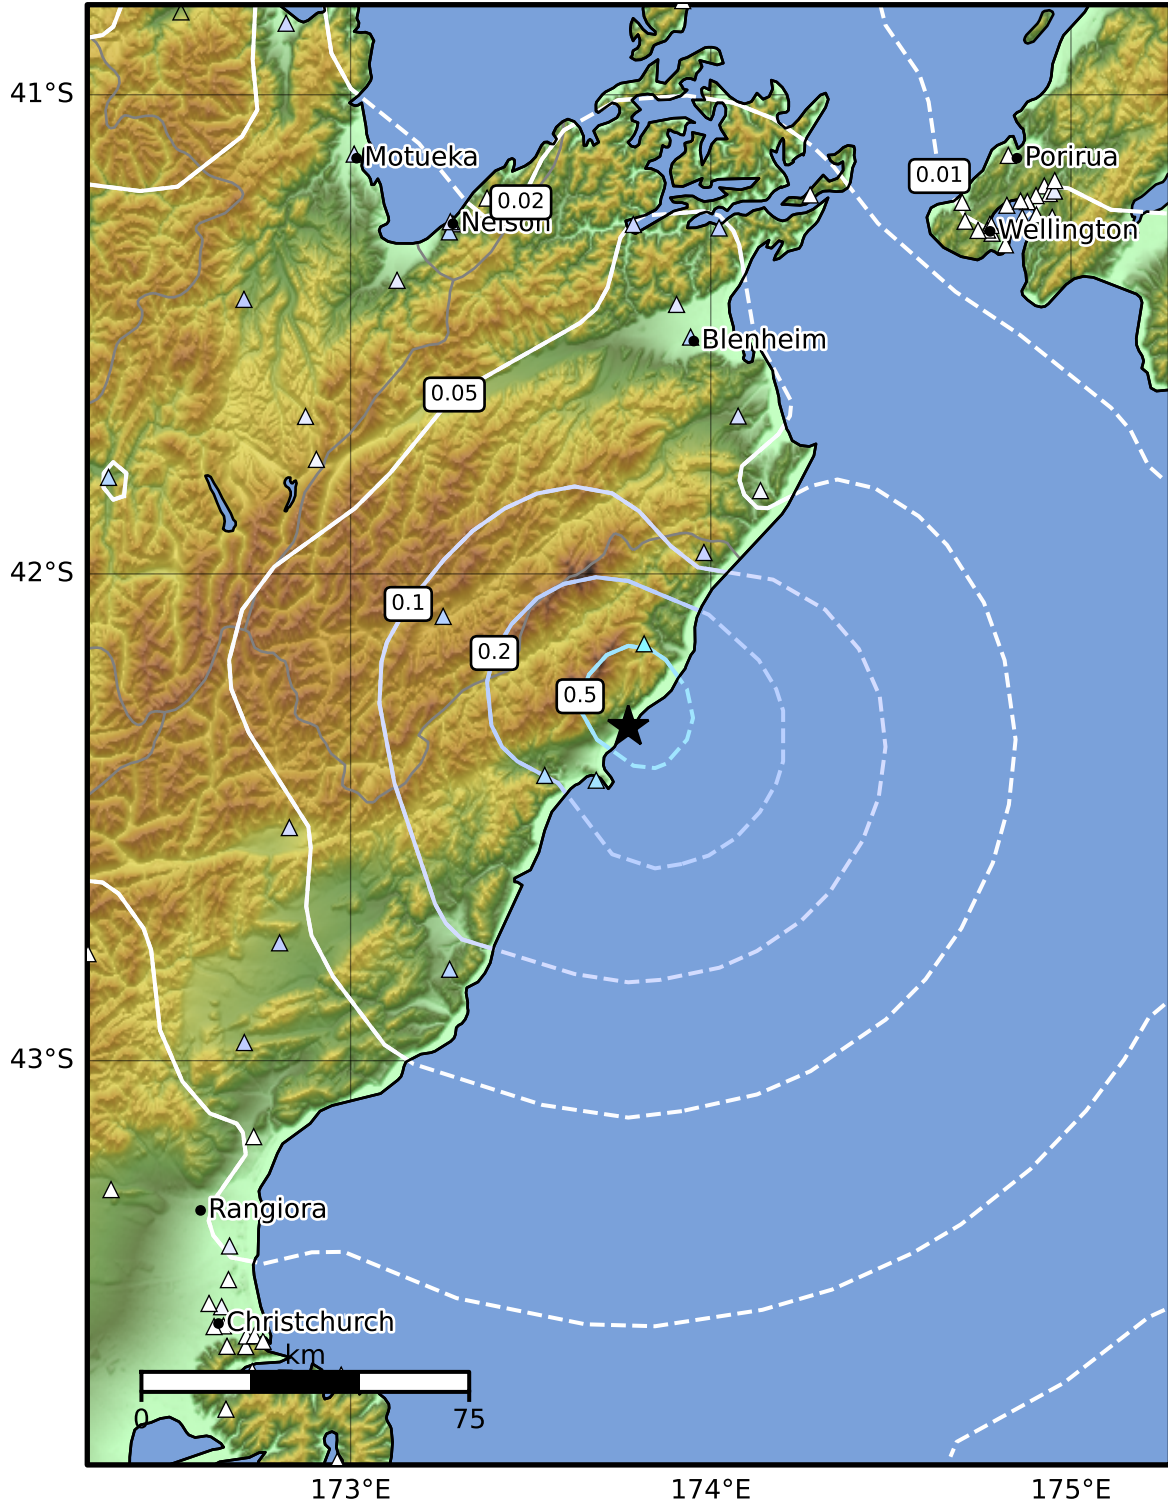 41°S
Motueka
Porirua
0.01
0.02
Nelson
Wellington
Blenheim
0.05
42°S
0.1
0.2
0.5
43°S
Rangiora
Christchurch
km
0 75
173°E 174°E 175°E